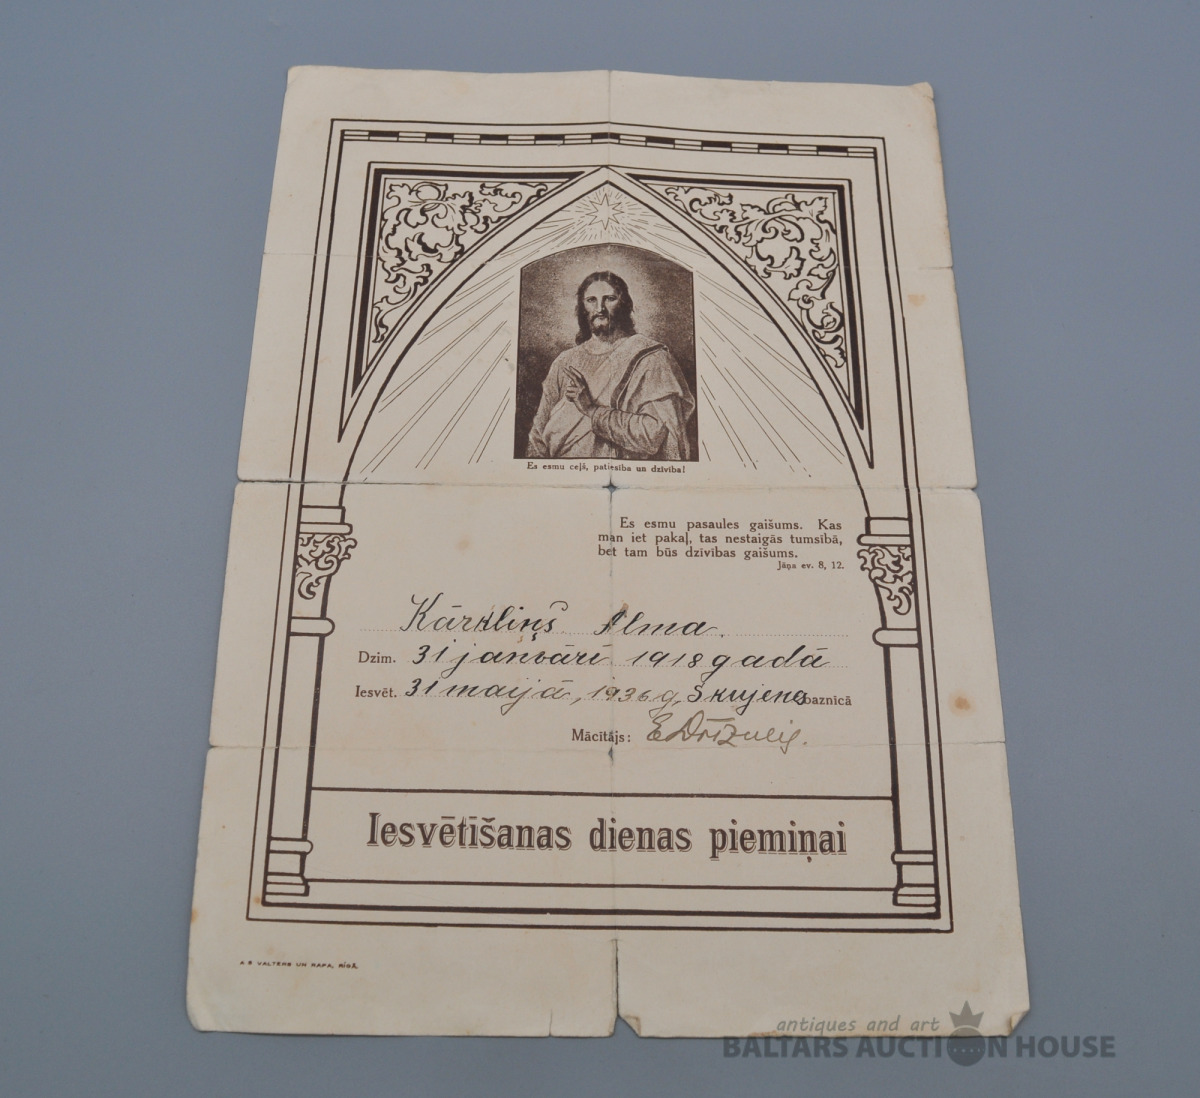 Es esmu ceļš, patiesība un dzīvība!
Es esmu pasaules gaišums. Kas
man iet pakaļ, tas nestaigās tumsībā,
bet tam būs dzīvības gaišums.
Jāņa ev. 8, 12.
Kārkliņš Alma.
Dzim. 31 janvārī 1918 gadā
Iesvēt. 31 maijā, 1936 g, Skujenes baznīcā
Mācītājs: E Drīzulis.
Iesvētīšanas dienas piemiņai
A S VALTERS UN RAPA, RĪGĀ.
antiques and art
BALTARS AUCTION HOUSE